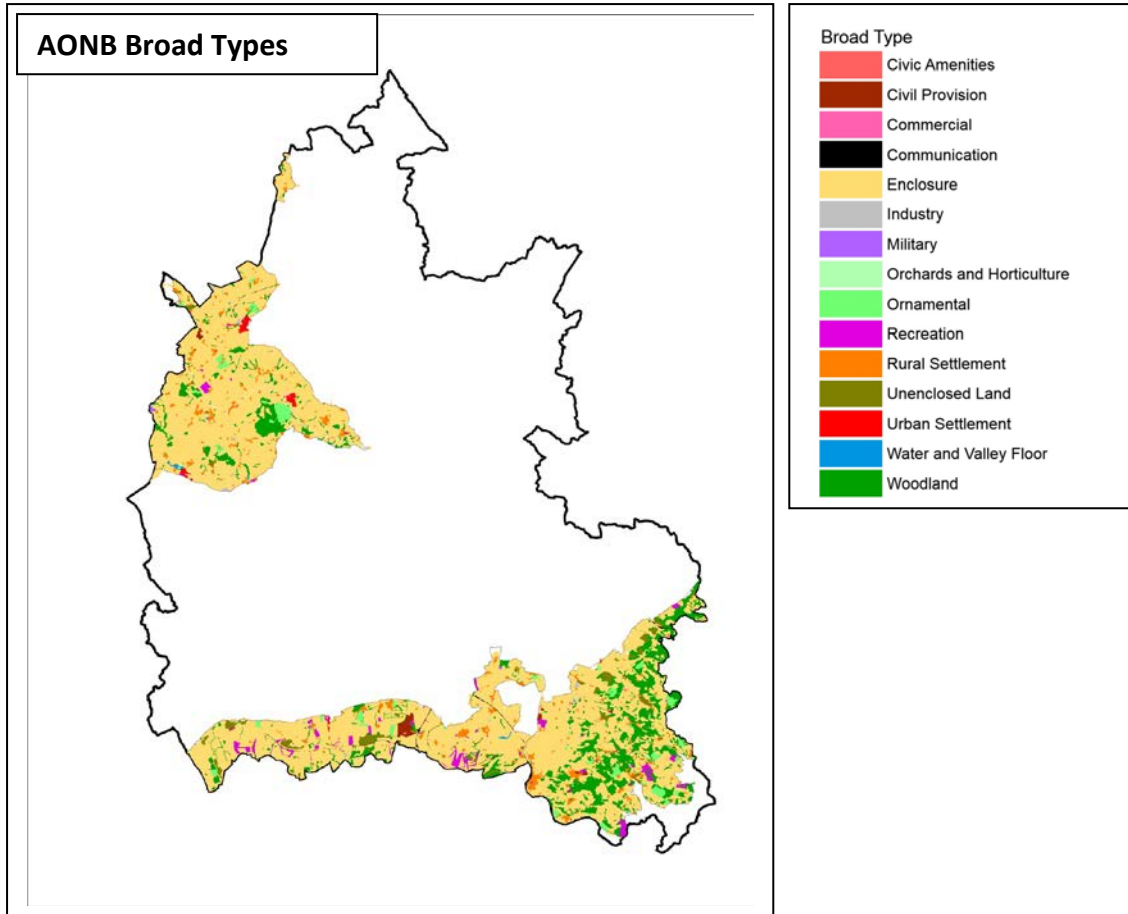 AONB Broad Types
Broad Type
Civic Amenities
Civil Provision
Commercial
Communication
Enclosure
Industry
Military
Orchards and Horticulture
Ornamental
Recreation
Rural Settlement
Unenclosed Land
Urban Settlement
Water and Valley Floor
Woodland